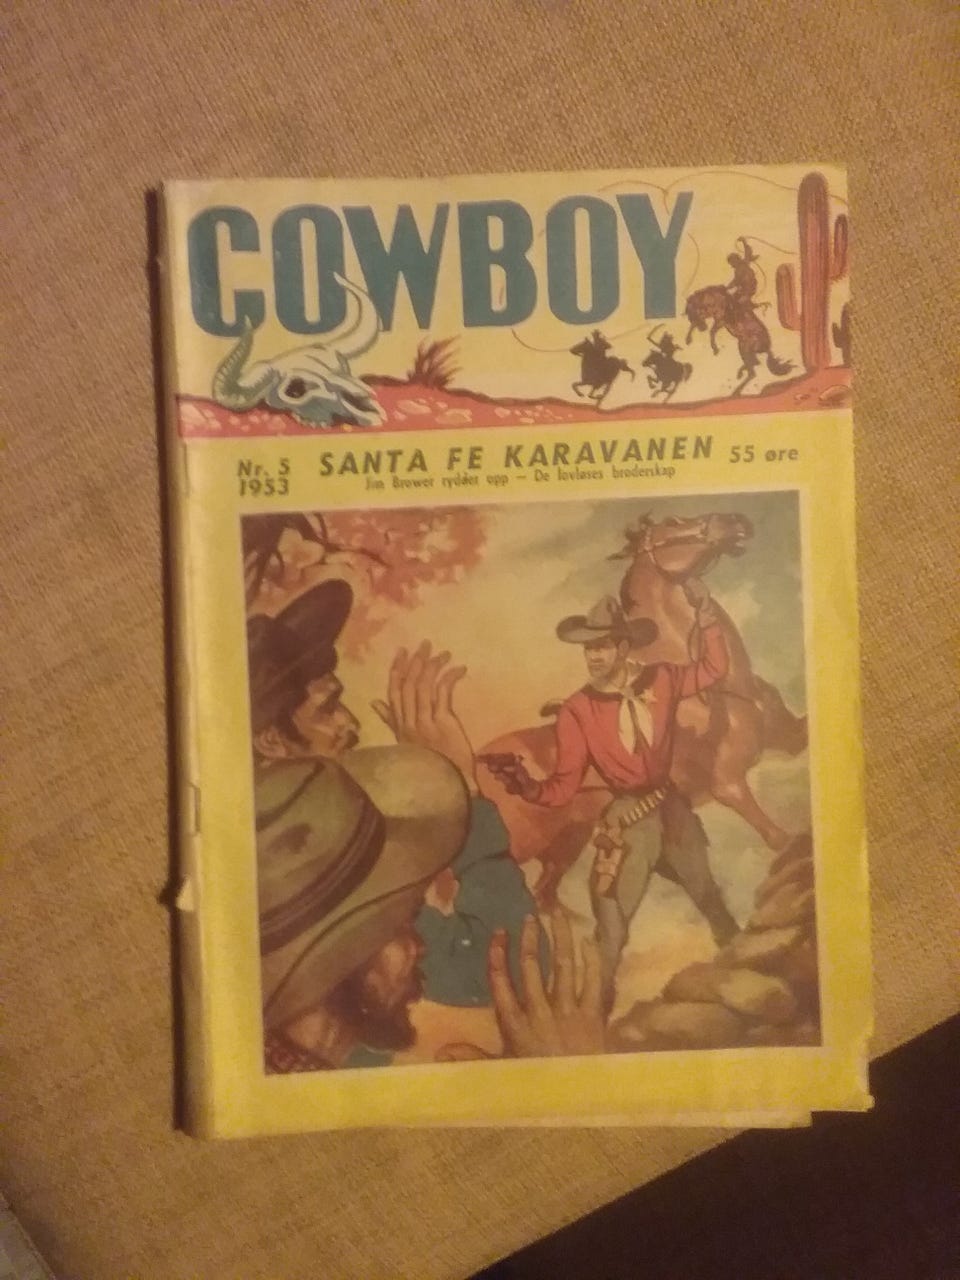 COWBOY
Nr. 5 SANTA FE KARAVANEN 55 øre
1953 Jim Brower rydder opp — De lovløses broderskap